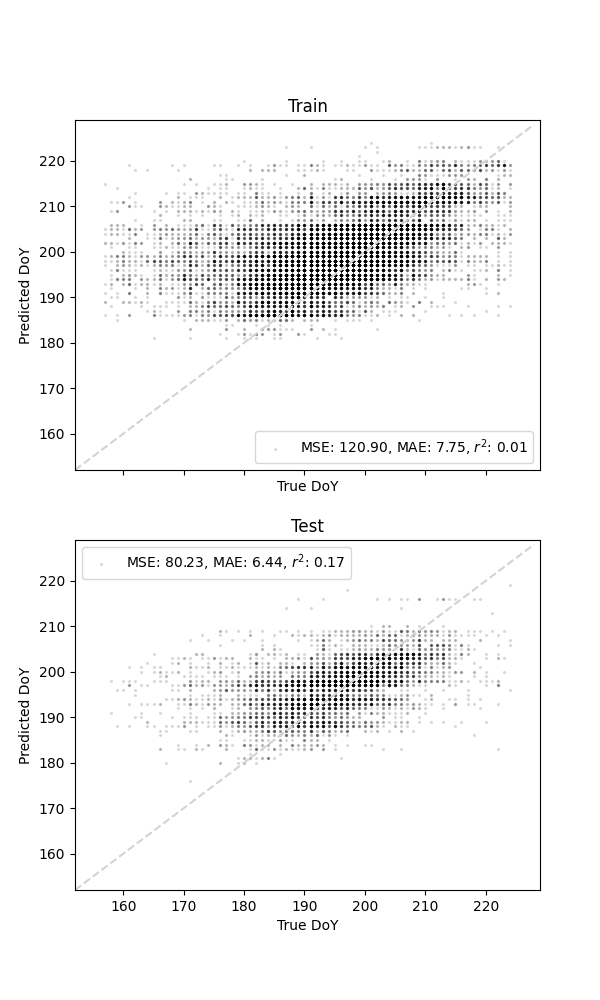 Train
220
210
200
190
180
170
160
Predicted DoY
MSE: 120.90, MAE: 7.75, r²: 0.01
True DoY
Test
MSE: 80.23, MAE: 6.44, r²: 0.17
220
210
200
190
180
170
160
Predicted DoY
160 170 180 190 200 210 220
True DoY